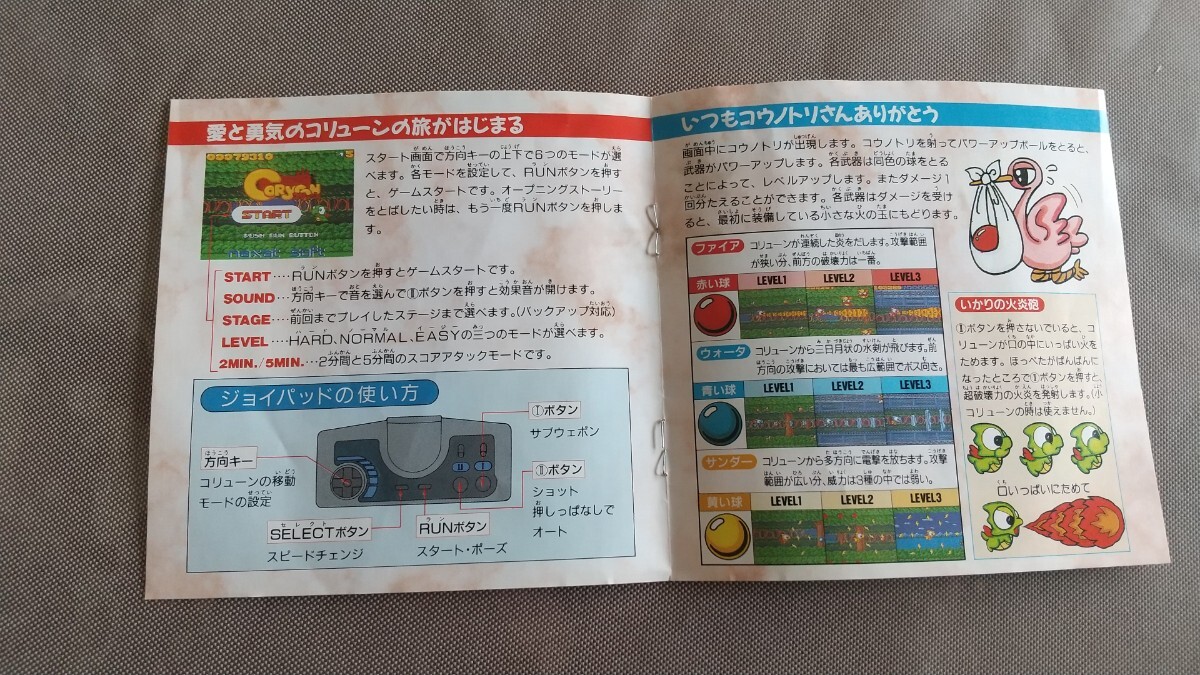 愛と勇気のコリューンの旅がはじまる
00079310
5
CORYOON
START
PUSH RUN BUTTON
スタート画面で方向キーの上下で6つのモードが選
べます。各モードを設定して、RUNボタンを押す
と、ゲームスタートです。オープニングストーリー
をとばしたい時は、もう一度RUNボタンを押しま
す。
START‥‥RUNボタンを押すとゲームスタートです。
SOUND‥‥方向キーで音を選んでⅡボタンを押すと効果音が開けます。
STAGE‥‥前回までプレイしたステージまで選べます。(バックアップ対応)
LEVEL‥‥HARD、NORMAL、EASYの三つのモードが選べます。
2MIN./5MIN.‥‥2分間と5分間のスコアアタックモードです。
ジョイパッドの使い方
方向キー
コリューンの移動
モードの設定
SELECTボタン
スピードチェンジ
RUNボタン
スタート・ポーズ
①ボタン
サブウェポン
Ⅱボタン
ショット
押しっぱなしで
オート
いつもコウノトリさんありがとう
画面中にコウノトリが出現します。コウノトリを射ってパワーアップボールをとると、
武器がパワーアップします。各武器は同色の球をとる
ことによって、レベルアップします。またダメージ1
回分たえることができます。各武器はダメージを受け
ると、最初に装備している小さな火の玉にもどります。
ファイア コリューンが連続した炎をだします。攻撃範囲
が狭い分、前方の破壊力は一番。
赤い球 LEVEL1 LEVEL2 LEVEL3
ウォータ コリューンから三日月状の水剣が飛びます。前
方向の攻撃においては最も広範囲でボス向き。
青い球 LEVEL1 LEVEL2 LEVEL3
サンダー コリューンから多方向に電撃を放ちます。攻撃
範囲が広い分、威力は3種の中では弱い。
黄い球 LEVEL1 LEVEL2 LEVEL3
いかりの火炎砲
①ボタンを押さないでいると、コ
リューンが口の中にいっぱい火を
ためます。ほっぺたがぱんぱんに
なったところで①ボタンを押すと、
超破壊力の火炎を発射します。(小
コリューンの時は使えません。)
口いっぱいにためて